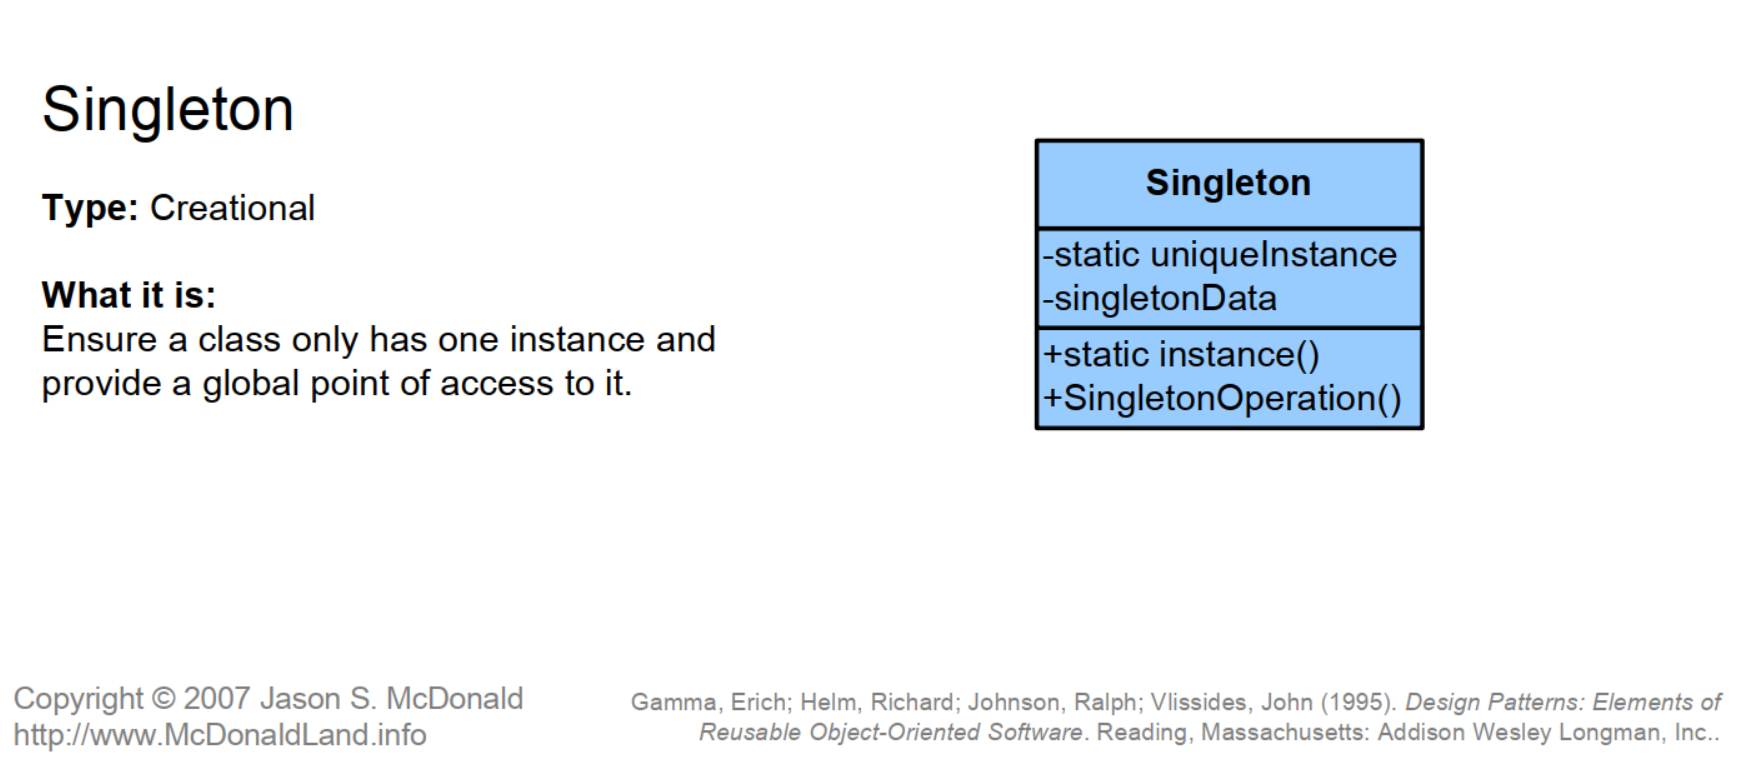 Singleton
Type: Creational
What it is:
Ensure a class only has one instance and
provide a global point of access to it.
Singleton
-static uniqueInstance
-singletonData
+static instance()
+SingletonOperation()
Copyright © 2007 Jason S. McDonald
http://www.McDonaldLand.info
Gamma, Erich; Helm, Richard; Johnson, Ralph; Vlissides, John (1995). Design Patterns: Elements of
Reusable Object-Oriented Software. Reading, Massachusetts: Addison Wesley Longman, Inc..